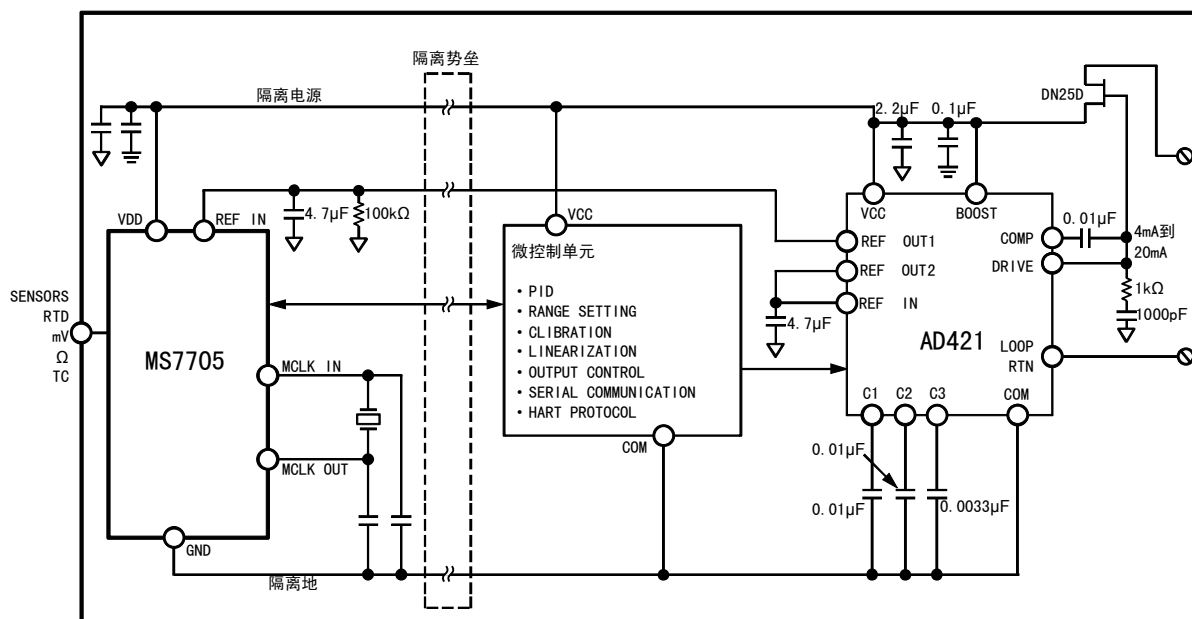 隔离势垒
隔离电源
DN25D
2.2μF
0.1μF
4.7μF
100kΩ
VDD
REF IN
VCC
VCC
BOOST
0.01μF
COMP
4mA到
20mA
DRIVE
REF OUT1
REF OUT2
REF IN
1kΩ
1000pF
4.7μF
AD421
LOOP
RTN
微控制单元
• PID
• RANGE SETTING
• CLIBRATION
• LINEARIZATION
• OUTPUT CONTROL
• SERIAL COMMUNICATION
• HART PROTOCOL
SENSORS
RTD
mV
Ω
TC
MS7705
MCLK IN
MCLK OUT
C1
C2
C3
COM
COM
0.01μF
0.01μF
0.0033μF
GND
隔离地